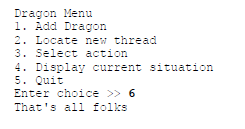 Dragon Menu
1. Add Dragon
2. Locate new thread
3. Select action
4. Display current situation
5. Quit
Enter choice >> 6
That's all folks